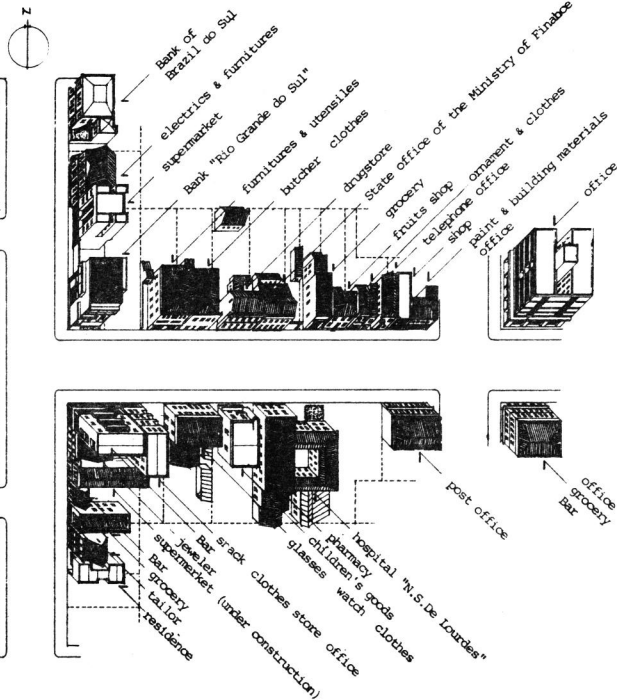 N
Bank of
Brazil do Sul
electrics & furnitures
supermarket
Bank "Rio Grande do Sul"
furnitures & utensiles
butcher clothes
drugstore
State office of the Ministry of Finaboe
grocery
fruits shop
ornament & clothes
telephone office
shop
paint & building materials
office
office
post office
office
grocery
Bar
hospital "N.S.De Lourdes"
pharmacy
children's goods
glasses watch clothes
srack clothes store office
Bar
jeweler
supermarket (under construction)
Bar
grocery
tailor
residence